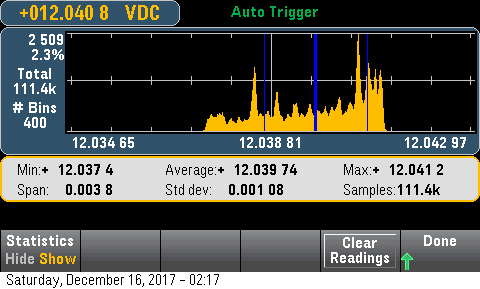 +012.040 8 VDC Auto Trigger
2 509
2.3%
Total
111.4k
# Bins
400
12.034 65 12.038 81 12.042 97
Min:+ 12.037 4 Average:+ 12.039 74 Max:+ 12.041 2
Span: 0.003 8 Std dev: 0.001 08 Samples:111.4k
Statistics
Hide Show
Clear
Readings
Done
Saturday, December 16, 2017 - 02:17